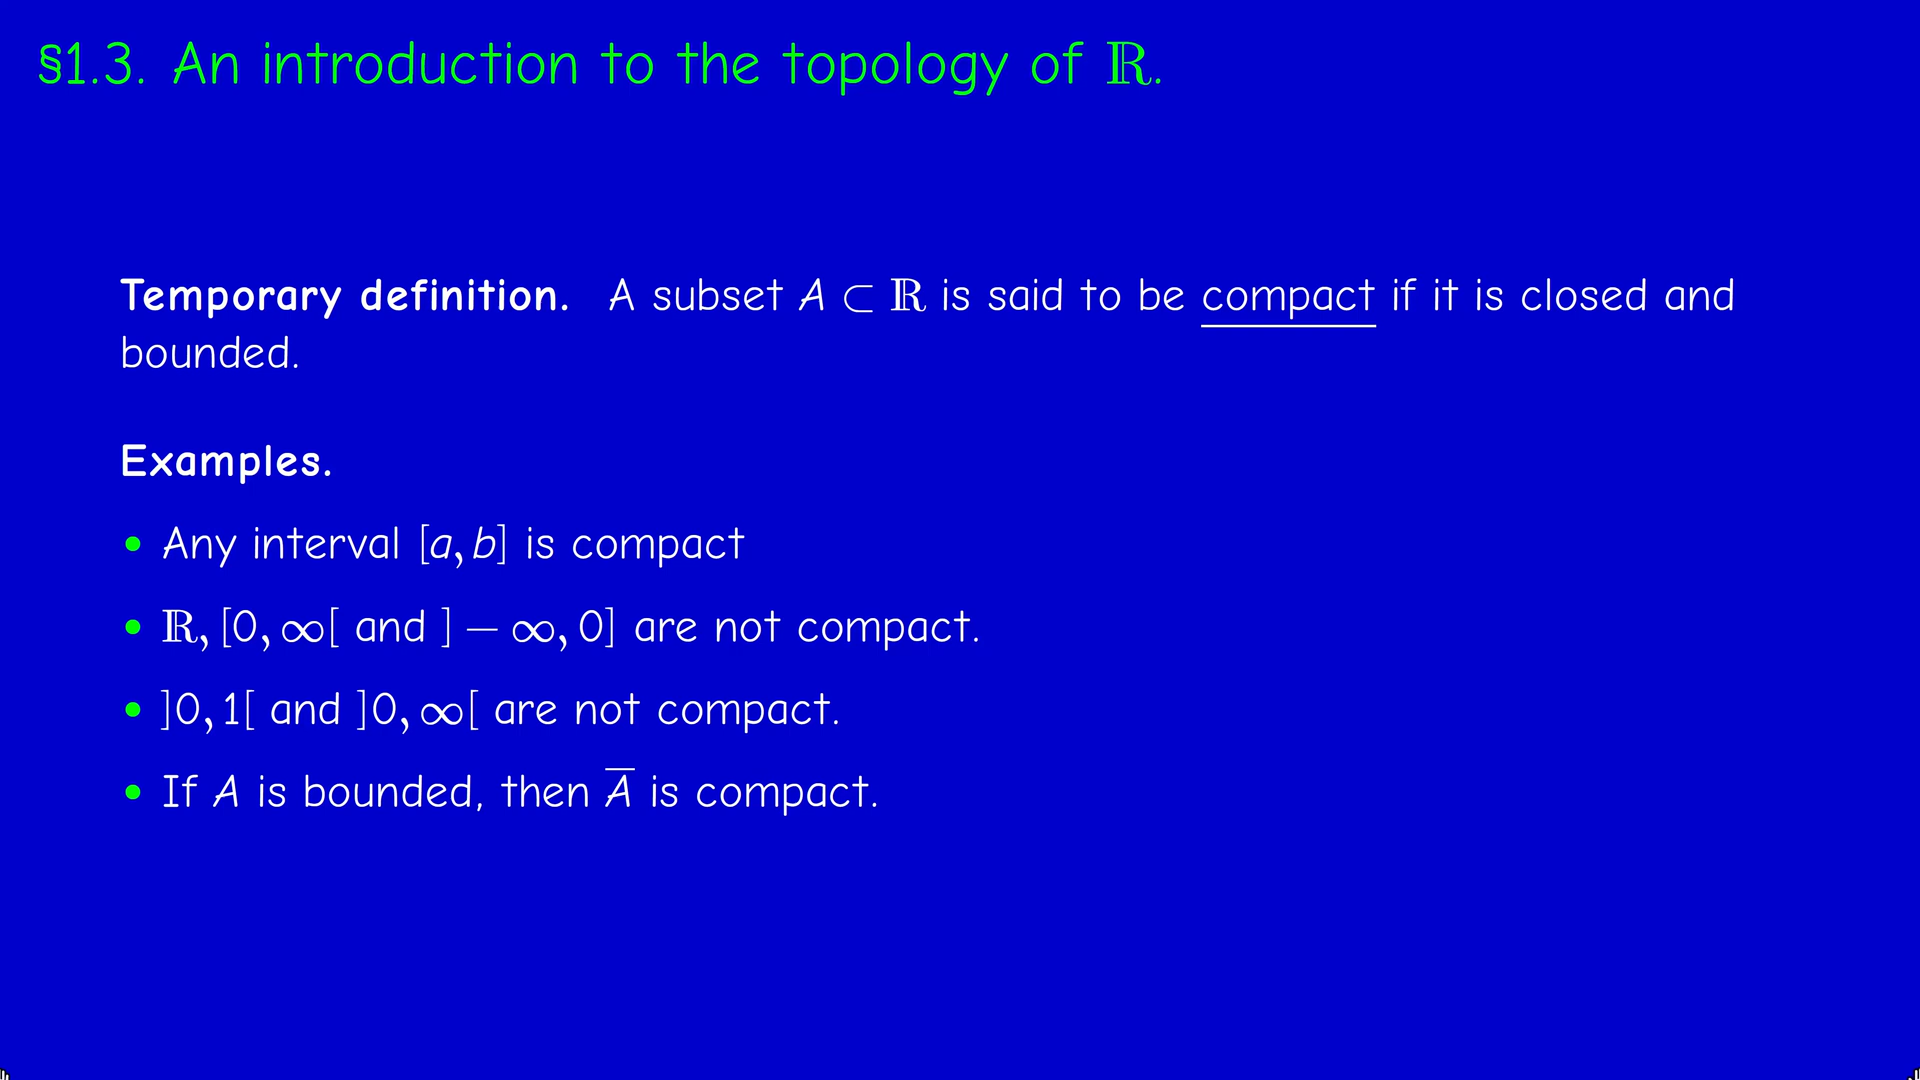 §1.3. An introduction to the topology of ℝ.
Temporary definition. A subset A ⊂ ℝ is said to be compact if it is closed and
bounded.
Examples.
• Any interval [a, b] is compact
• ℝ, [0, ∞[ and ] − ∞, 0] are not compact.
• ]0, 1[ and ]0, ∞[ are not compact.
• If A is bounded, then A̅ is compact.